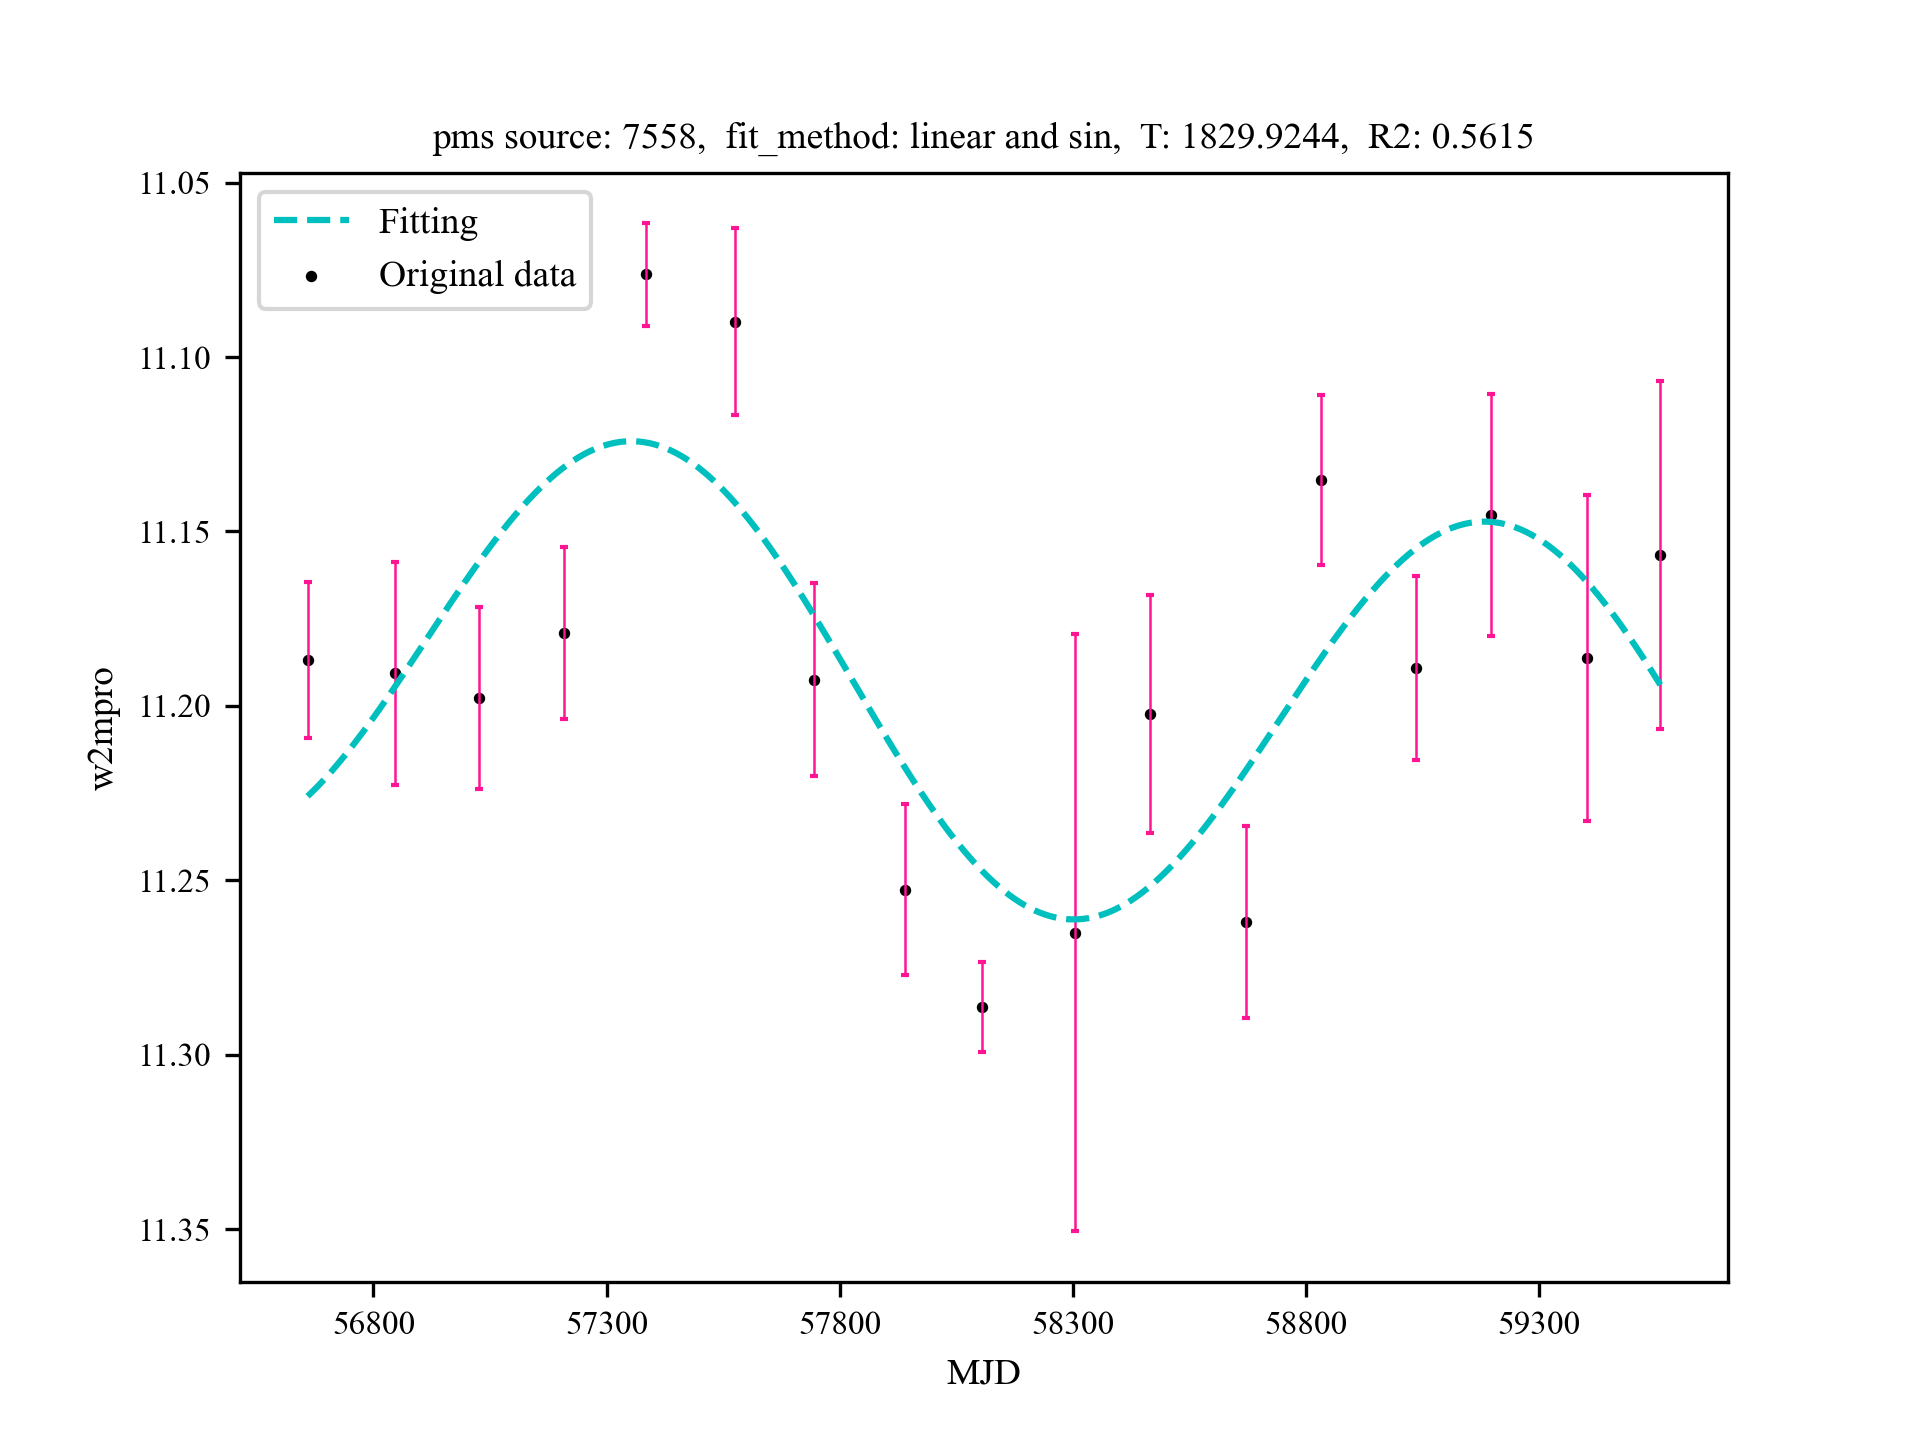 pms source: 7558, fit_method: linear and sin, T: 1829.9244, R2: 0.5615
Fitting
Original data
11.05
11.10
11.15
11.20
11.25
11.30
11.35
w2mpro
56800 57300 57800 58300 58800 59300
MJD